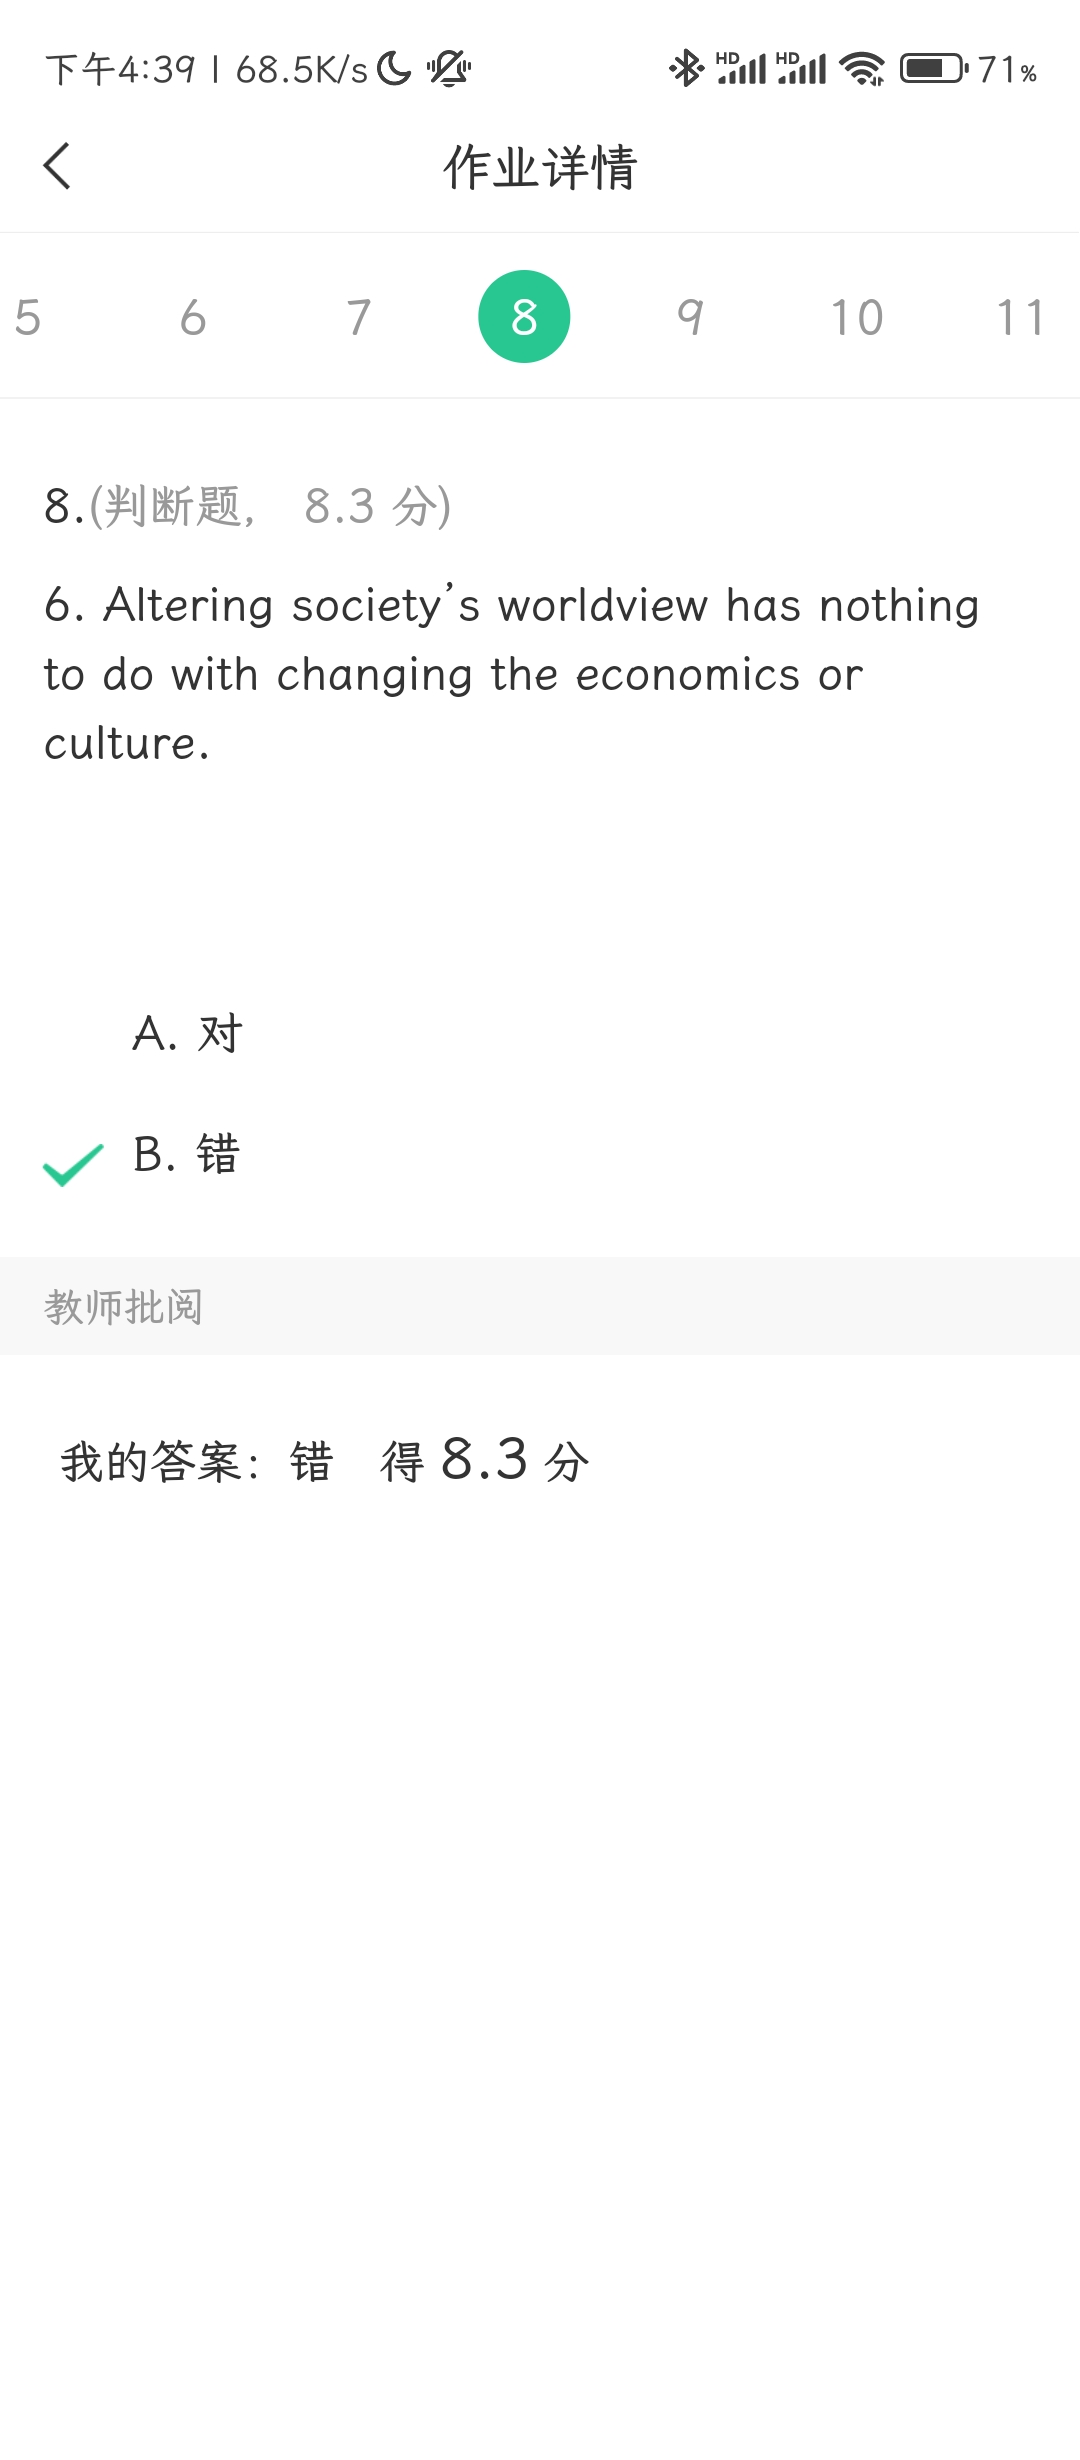 下午4:39 | 68.5K/s HD HD 71%
作业详情
5 6 7 8 9 10 11
8.(判断题, 8.3 分)
6. Altering society's worldview has nothing
to do with changing the economics or
culture.
A. 对
B. 错
教师批阅
我的答案: 错 得 8.3 分